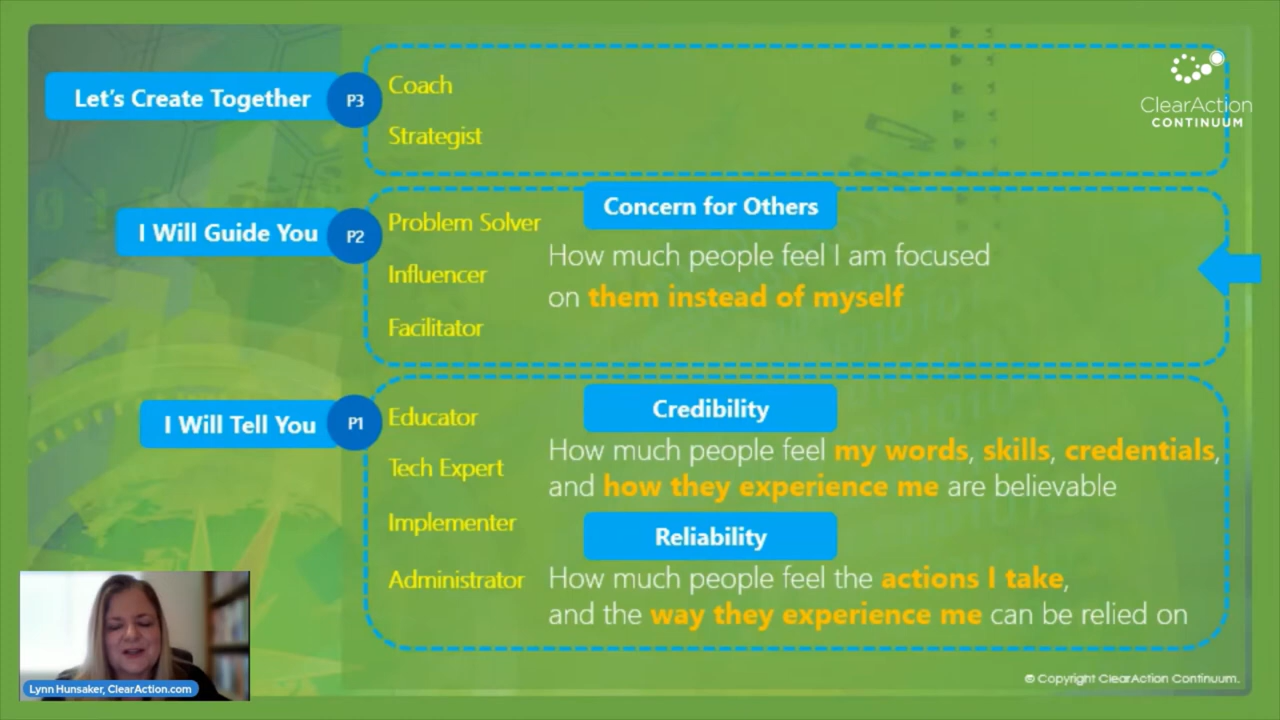 Let's Create Together
P3
Coach
Strategist
ClearAction
CONTINUUM
I Will Guide You
P2
Problem Solver
Influencer
Facilitator
Concern for Others
How much people feel I am focused
on them instead of myself
I Will Tell You
P1
Educator
Tech Expert
Implementer
Administrator
Credibility
How much people feel my words, skills, credentials,
and how they experience me are believable
Reliability
How much people feel the actions I take,
and the way they experience me can be relied on
Lynn Hunsaker, ClearAction.com
© Copyright ClearAction Continuum.